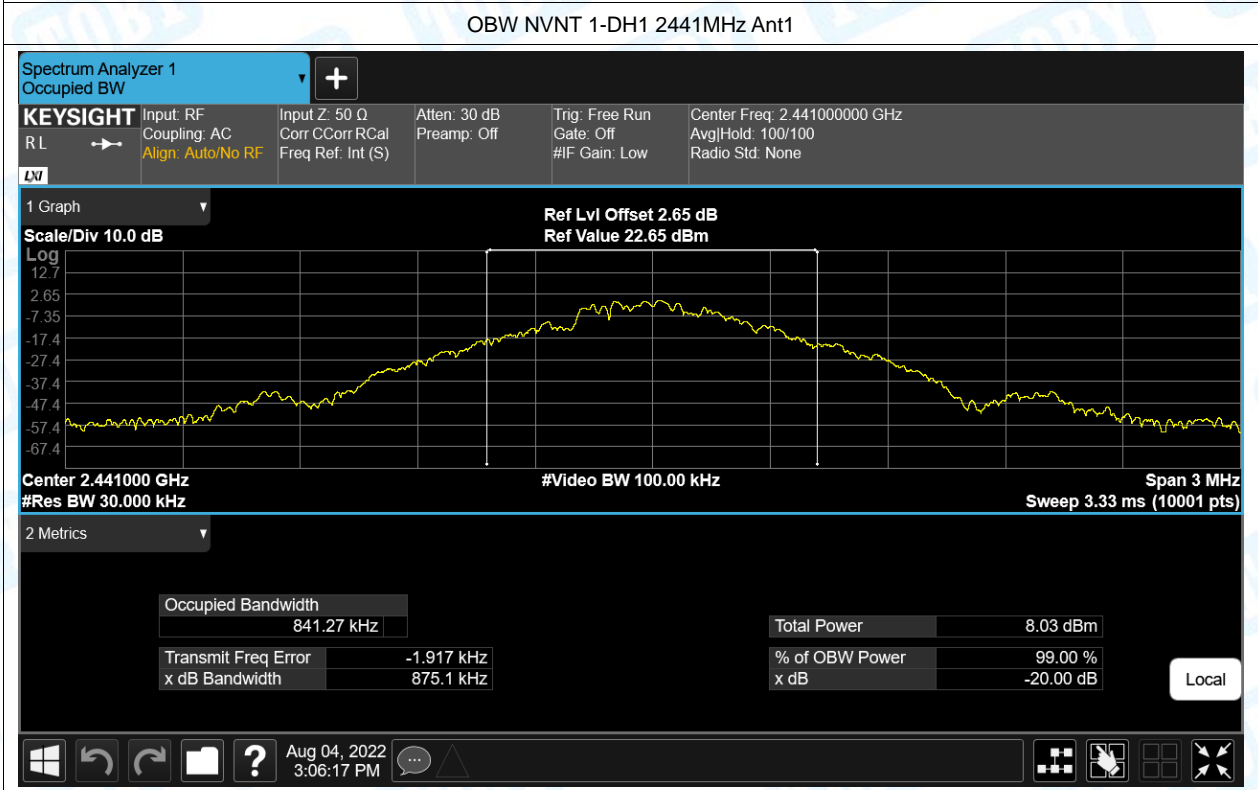 OBW NVNT 1-DH1 2441MHz Ant1
Spectrum Analyzer 1
Occupied BW
KEYSIGHT
RL
LXI
Input: RF
Coupling: AC
Align: Auto/No RF
Input Z: 50 Ω
Corr CCorr RCal
Freq Ref: Int (S)
Atten: 30 dB
Preamp: Off
Trig: Free Run
Gate: Off
#IF Gain: Low
Center Freq: 2.441000000 GHz
Avg|Hold: 100/100
Radio Std: None
1 Graph
Scale/Div 10.0 dB
Ref Lvl Offset 2.65 dB
Ref Value 22.65 dBm
Log
12.7
2.65
-7.35
-17.4
-27.4
-37.4
-47.4
-57.4
-67.4
Center 2.441000 GHz
#Res BW 30.000 kHz
#Video BW 100.00 kHz
Span 3 MHz
Sweep 3.33 ms (10001 pts)
2 Metrics
Occupied Bandwidth
841.27 kHz
Transmit Freq Error -1.917 kHz
x dB Bandwidth 875.1 kHz
Total Power 8.03 dBm
% of OBW Power 99.00 %
x dB -20.00 dB
Local
?
Aug 04, 2022
3:06:17 PM